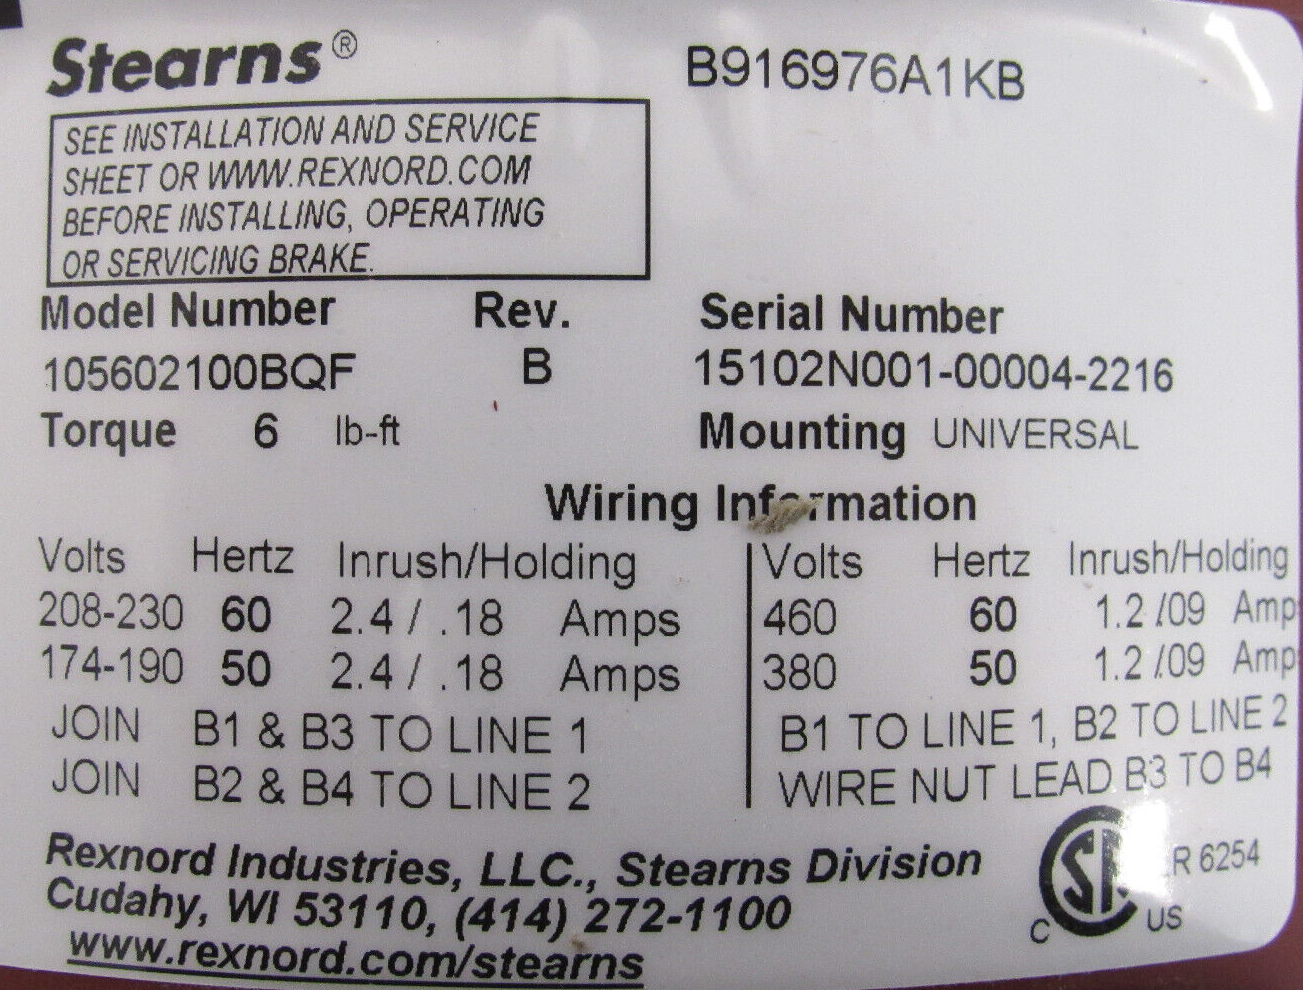 Stearns®
B916976A1KB
SEE INSTALLATION AND SERVICE
SHEET OR WWW.REXNORD.COM
BEFORE INSTALLING, OPERATING
OR SERVICING BRAKE.
Model Number Rev. Serial Number
105602100BQF B 15102N001-00004-2216
Torque 6 lb-ft Mounting UNIVERSAL
Wiring Information
Volts Hertz Inrush/Holding Volts Hertz Inrush/Holding
208-230 60 2.4 / .18 Amps 460 60 1.2 /09 Amp
174-190 50 2.4 / .18 Amps 380 50 1.2 /.09 Amp
JOIN B1 & B3 TO LINE 1 B1 TO LINE 1, B2 TO LINE 2
JOIN B2 & B4 TO LINE 2 WIRE NUT LEAD B3 TO B4
Rexnord Industries, LLC., Stearns Division
Cudahy, WI 53110, (414) 272-1100
www.rexnord.com/stearns
C US
R 6254